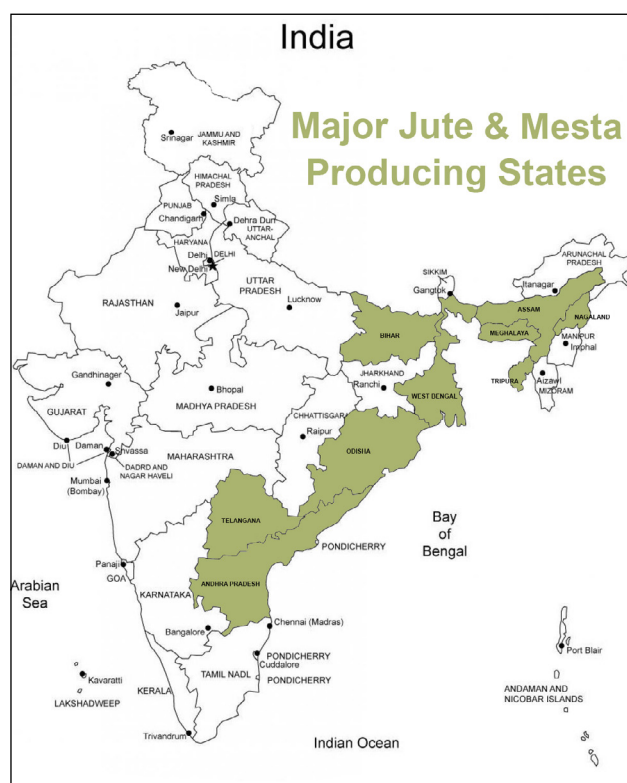 India
Major Jute & Mesta
Producing States
Srinagar
JAMMU AND
KASHMIR
HIMACHAL
PRADESH
Simla
PUNJAB
Chandigarh
Dehra Dun
UTTAR-
ANCHAL
HARYANA
Delhi
DELHI
New Delhi
RAJASTHAN
Jaipur
UTTAR
PRADESH
Lucknow
SIKKIM
Gangtok
ARUNACHAL
PRADESH
Itanagar
ASSAM
NAGALAND
MEGHALAYA
MANIPUR
Imphal
BIHAR
TRIPURA
Aizawl
MIZORAM
JHARKHAND
Ranchi
WEST BENGAL
Gandhinager
GUJARAT
Bhopal
MADHYA PRADESH
CHHATTISGARA
Raipur
ODISHA
Diu
Daman
Shvassa
DAMAN AND DIU
DADRD AND
NAGAR HAVELI
MAHARASHTRA
Mumbai
(Bombay)
TELANGANA
Bay
of
Bengal
PONDICHERRY
Panaji
GOA
Arabian
Sea
KARNATAKA
ANDHRA PRADESH
Bangalore
Chennai (Madras)
PONDICHERRY
Cuddalore
PONDICHERRY
TAMIL NADL
KERALA
Kavaratti
LAKSHADWEEP
Trivandrum
Port Blair
ANDAMAN AND
NICOBAR ISLANDS
Indian Ocean